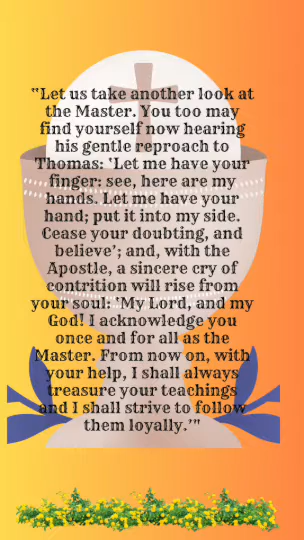 “Let us take another look at
the Master. You too may
find yourself now hearing
his gentle reproach to
Thomas: ‘Let me have your
finger; see, here are my
hands. Let me have your
hand; put it into my side.
Cease your doubting, and
believe’; and, with the
Apostle, a sincere cry of
contrition will rise from
your soul: ‘My Lord, and my
God! I acknowledge you
once and for all as the
Master. From now on, with
your help, I shall always
treasure your teachings
and I shall strive to follow
them loyally.’”